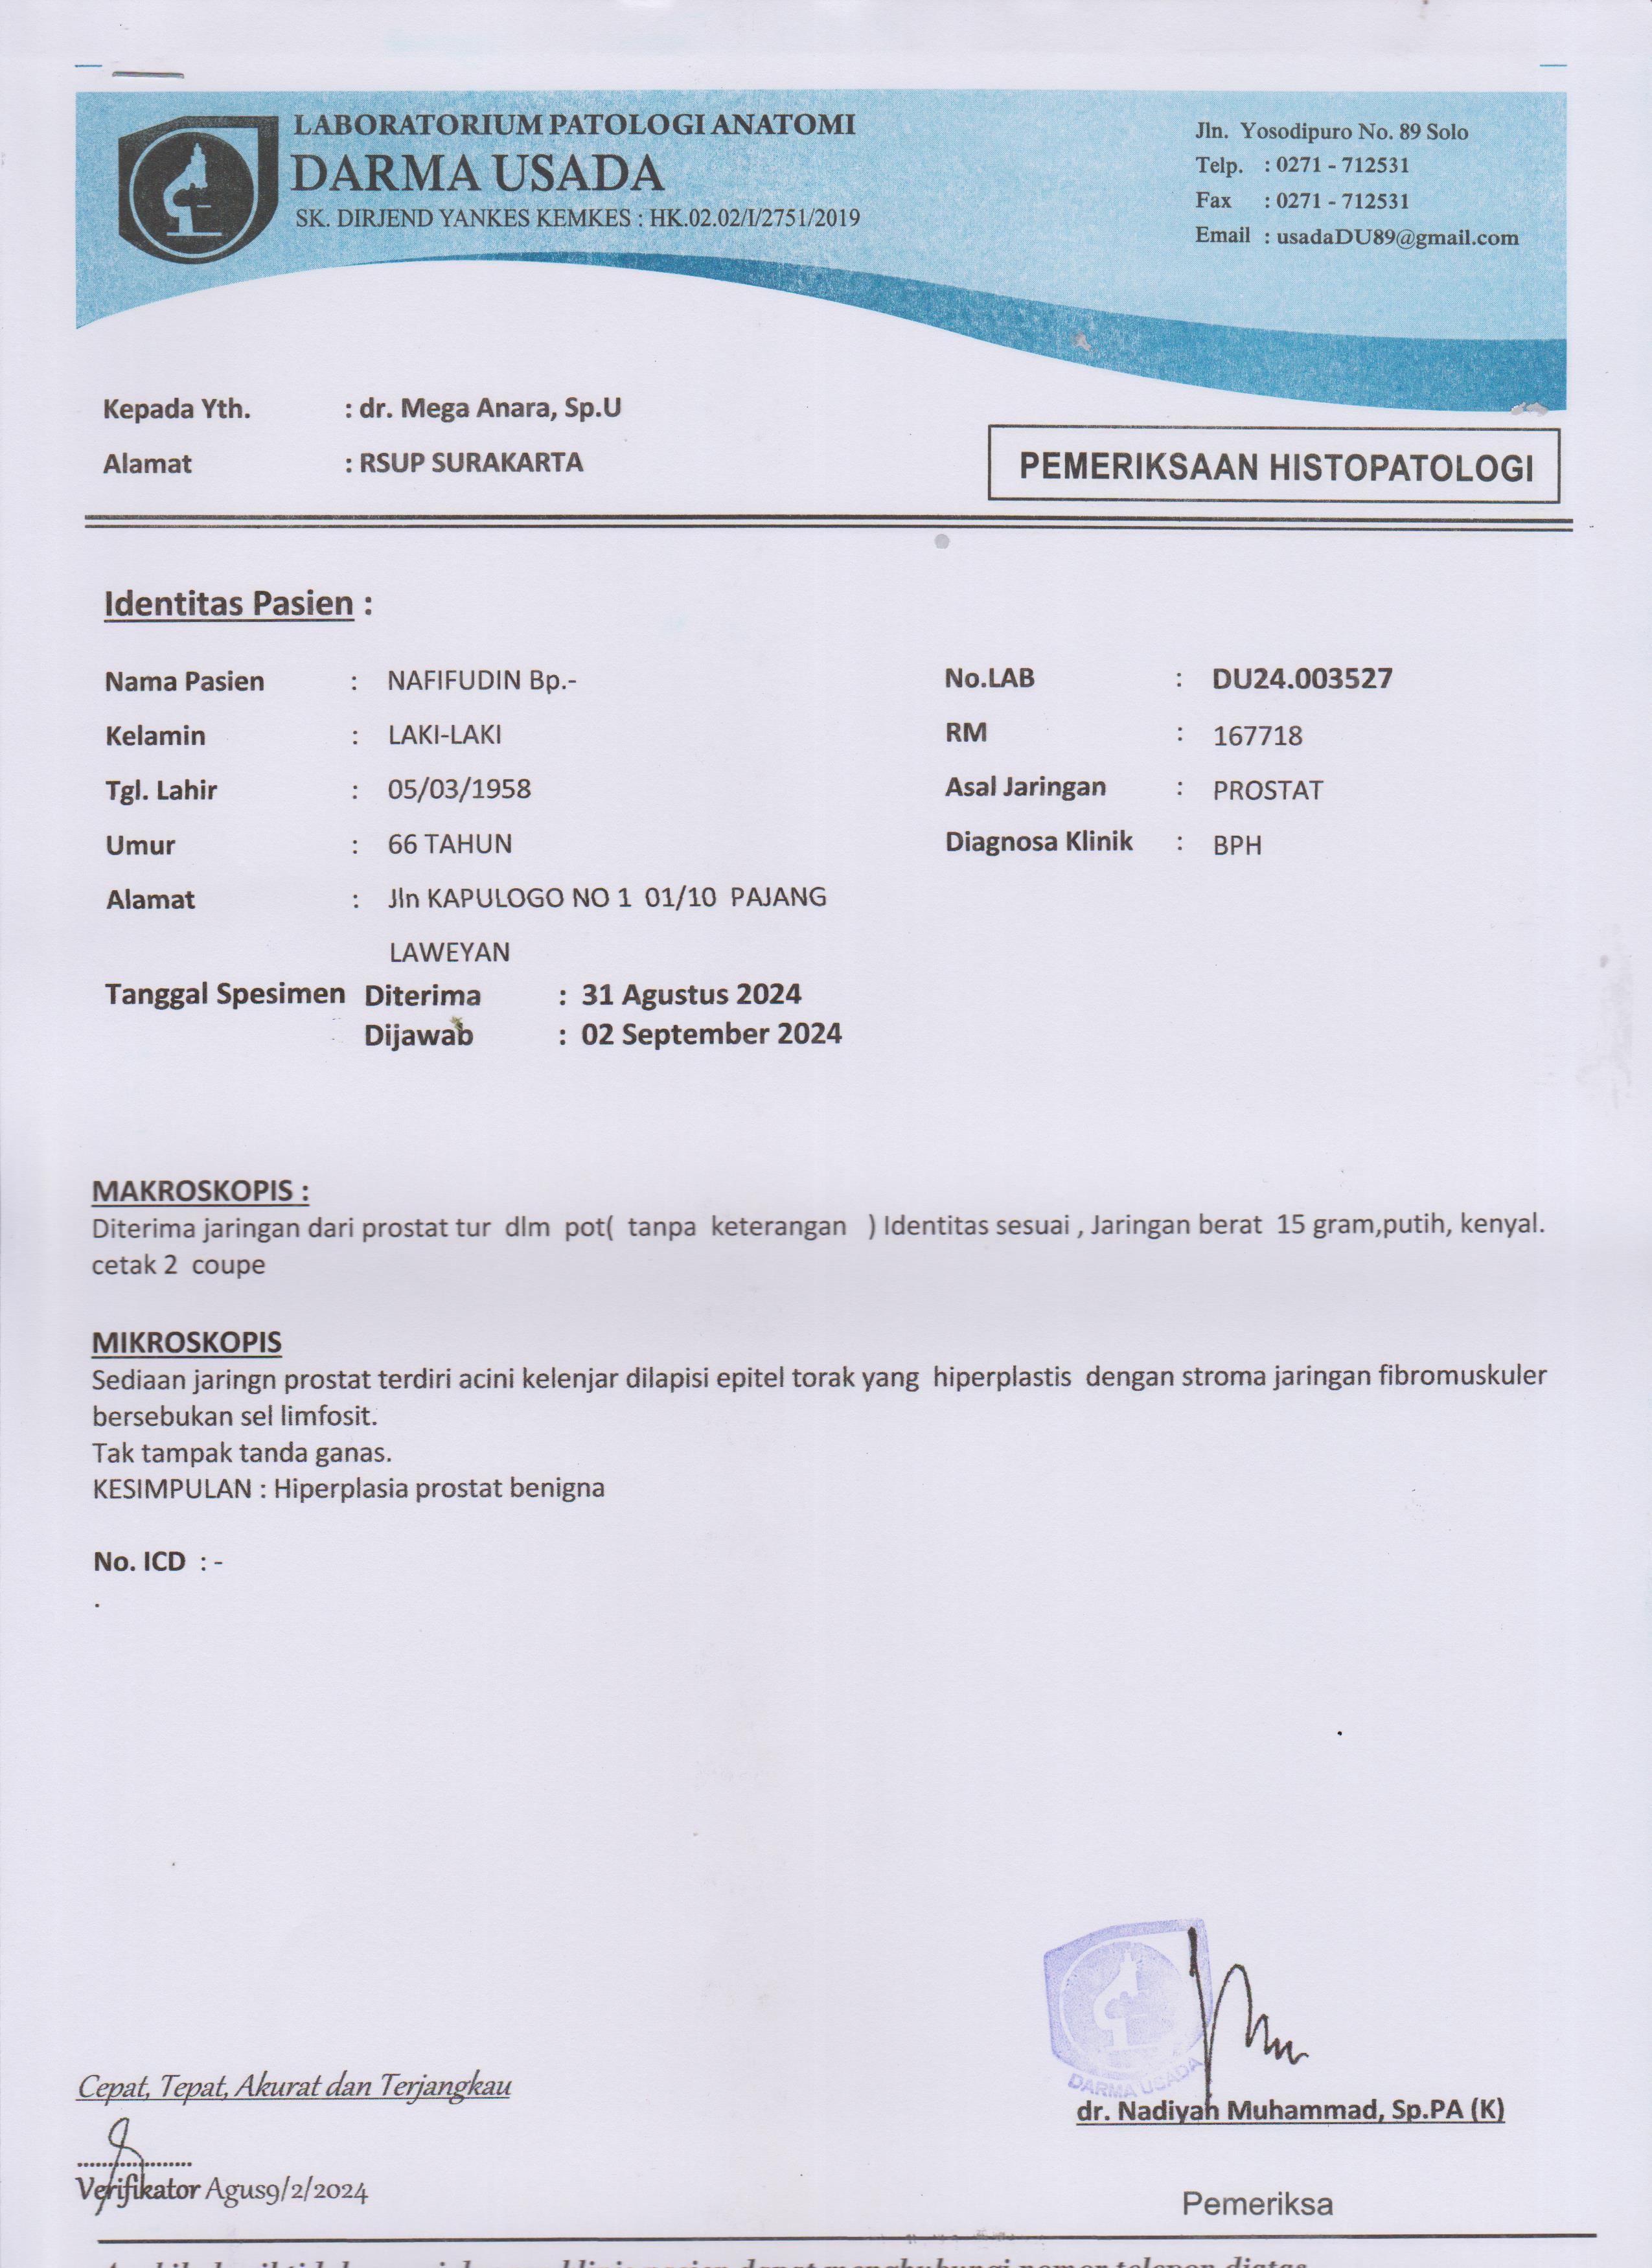 LABORATORIUM PATOLOGI ANATOMI
DARMA USADA
SK. DIRJEND YANKES KEMKES : HK.02.02/I/2751/2019
Jln. Yosodipuro No. 89 Solo
Telp. : 0271 - 712531
Fax : 0271 - 712531
Email : usadaDU89@gmail.com
Kepada Yth. : dr. Mega Anara, Sp.U
Alamat : RSUP SURAKARTA
PEMERIKSAAN HISTOPATOLOGI
Identitas Pasien :
Nama Pasien : NAFIFUDIN Bp.-
Kelamin : LAKI-LAKI
Tgl. Lahir : 05/03/1958
Umur : 66 TAHUN
Alamat : Jln KAPULOGO NO 1 01/10 PAJANG
LAWEYAN
No.LAB : DU24.003527
RM : 167718
Asal Jaringan : PROSTAT
Diagnosa Klinik : BPH
Tanggal Spesimen Diterima : 31 Agustus 2024
Dijawab : 02 September 2024
MAKROSKOPIS :
Diterima jaringan dari prostat tur dlm pot( tanpa keterangan ) Identitas sesuai , Jaringan berat 15 gram,putih, kenyal.
cetak 2 coupe
MIKROSKOPIS
Sediaan jaringn prostat terdiri acini kelenjar dilapisi epitel torak yang hiperplastis dengan stroma jaringan fibromuskuler
bersebukan sel limfosit.
Tak tampak tanda ganas.
KESIMPULAN : Hiperplasia prostat benigna
No. ICD : -
.
DARMA USADA
dr. Nadiyah Muhammad, Sp.PA (K)
Pemeriksa
Cepat, Tepat, Akurat dan Terjangkau
...................
Verifikator Agus9/2/2024